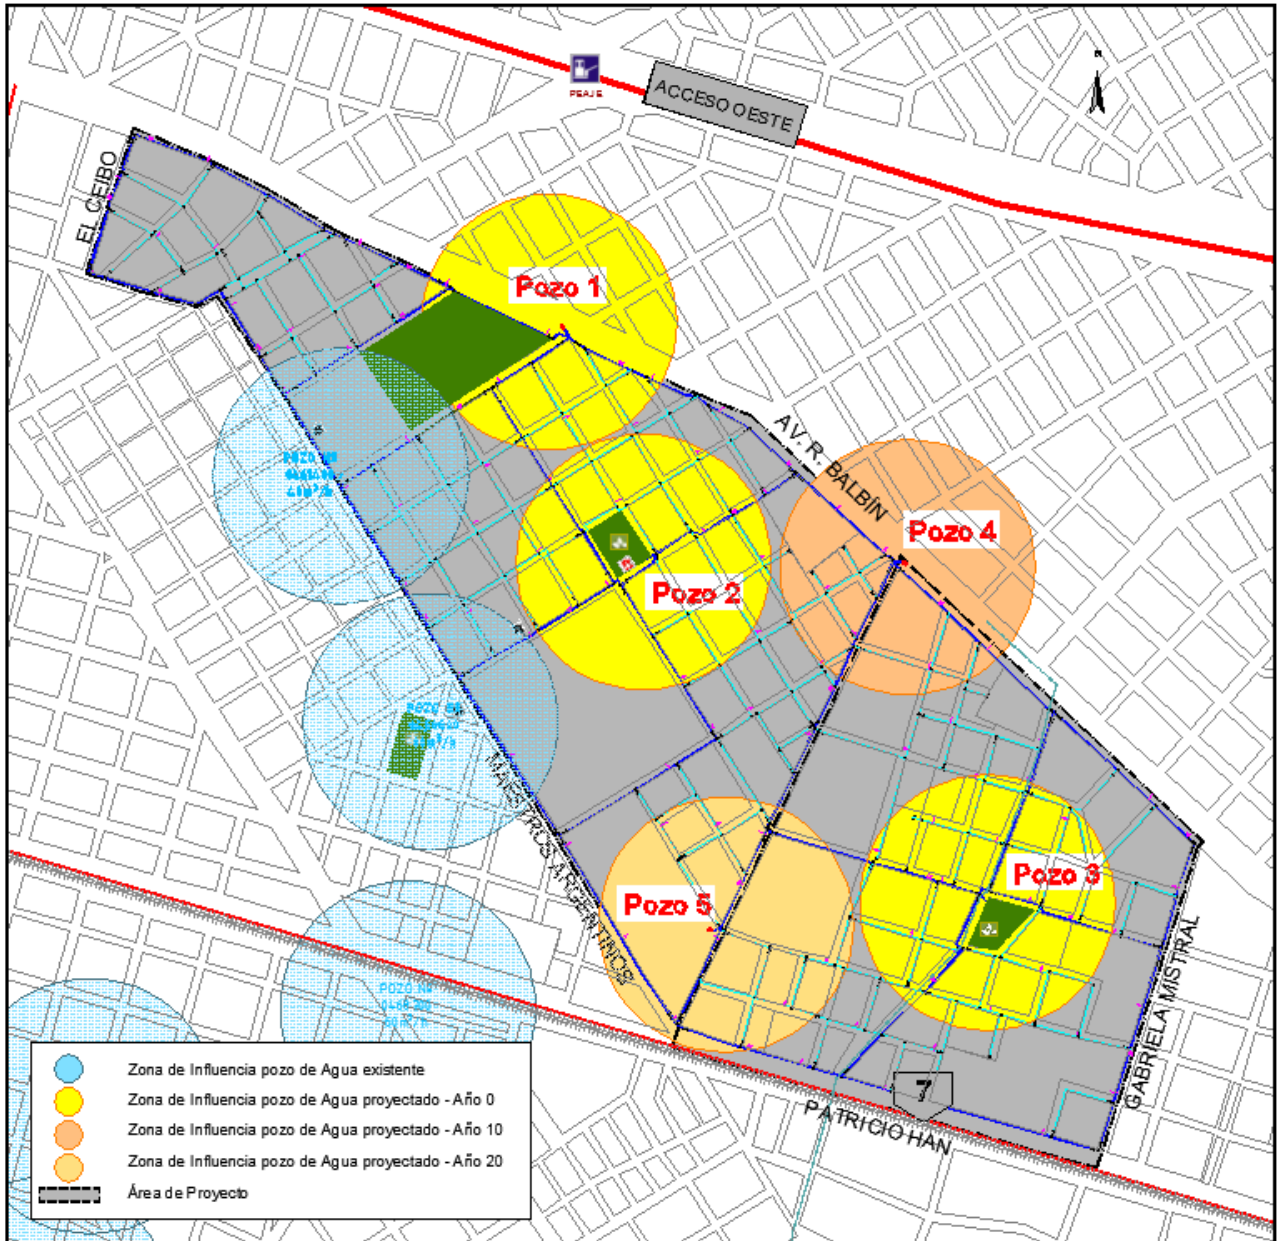 PEAJE
ACCESO OESTE
EL CEIBO
Pozo 1
AV. R. BALBÍN
POZO
Pozo 4
Pozo 2
POZO
MAESTROS ARGENTINOS
Pozo 3
Pozo 5
GABRIELA MISTRAL
POZO
7
PATRICIO HAN
Zona de Influencia pozo de Agua existente
Zona de Influencia pozo de Agua proyectado - Año 0
Zona de Influencia pozo de Agua proyectado - Año 10
Zona de Influencia pozo de Agua proyectado - Año 20
Área de Proyecto